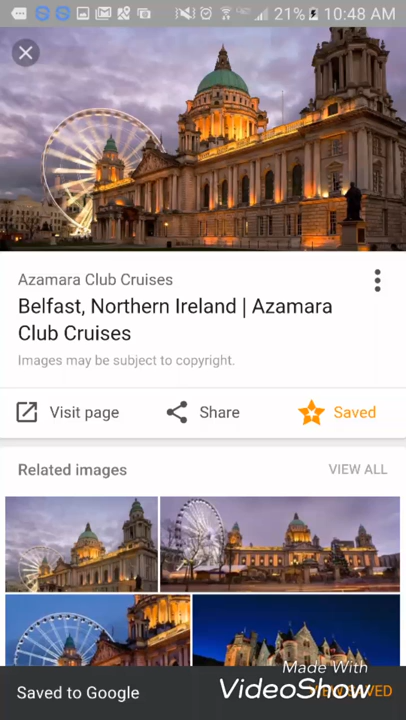 21% 10:48 AM
Azamara Club Cruises
Belfast, Northern Ireland | Azamara
Club Cruises
Images may be subject to copyright.
Visit page Share Saved
Related images VIEW ALL
Made With
VideoShow
Saved to Google SAVED